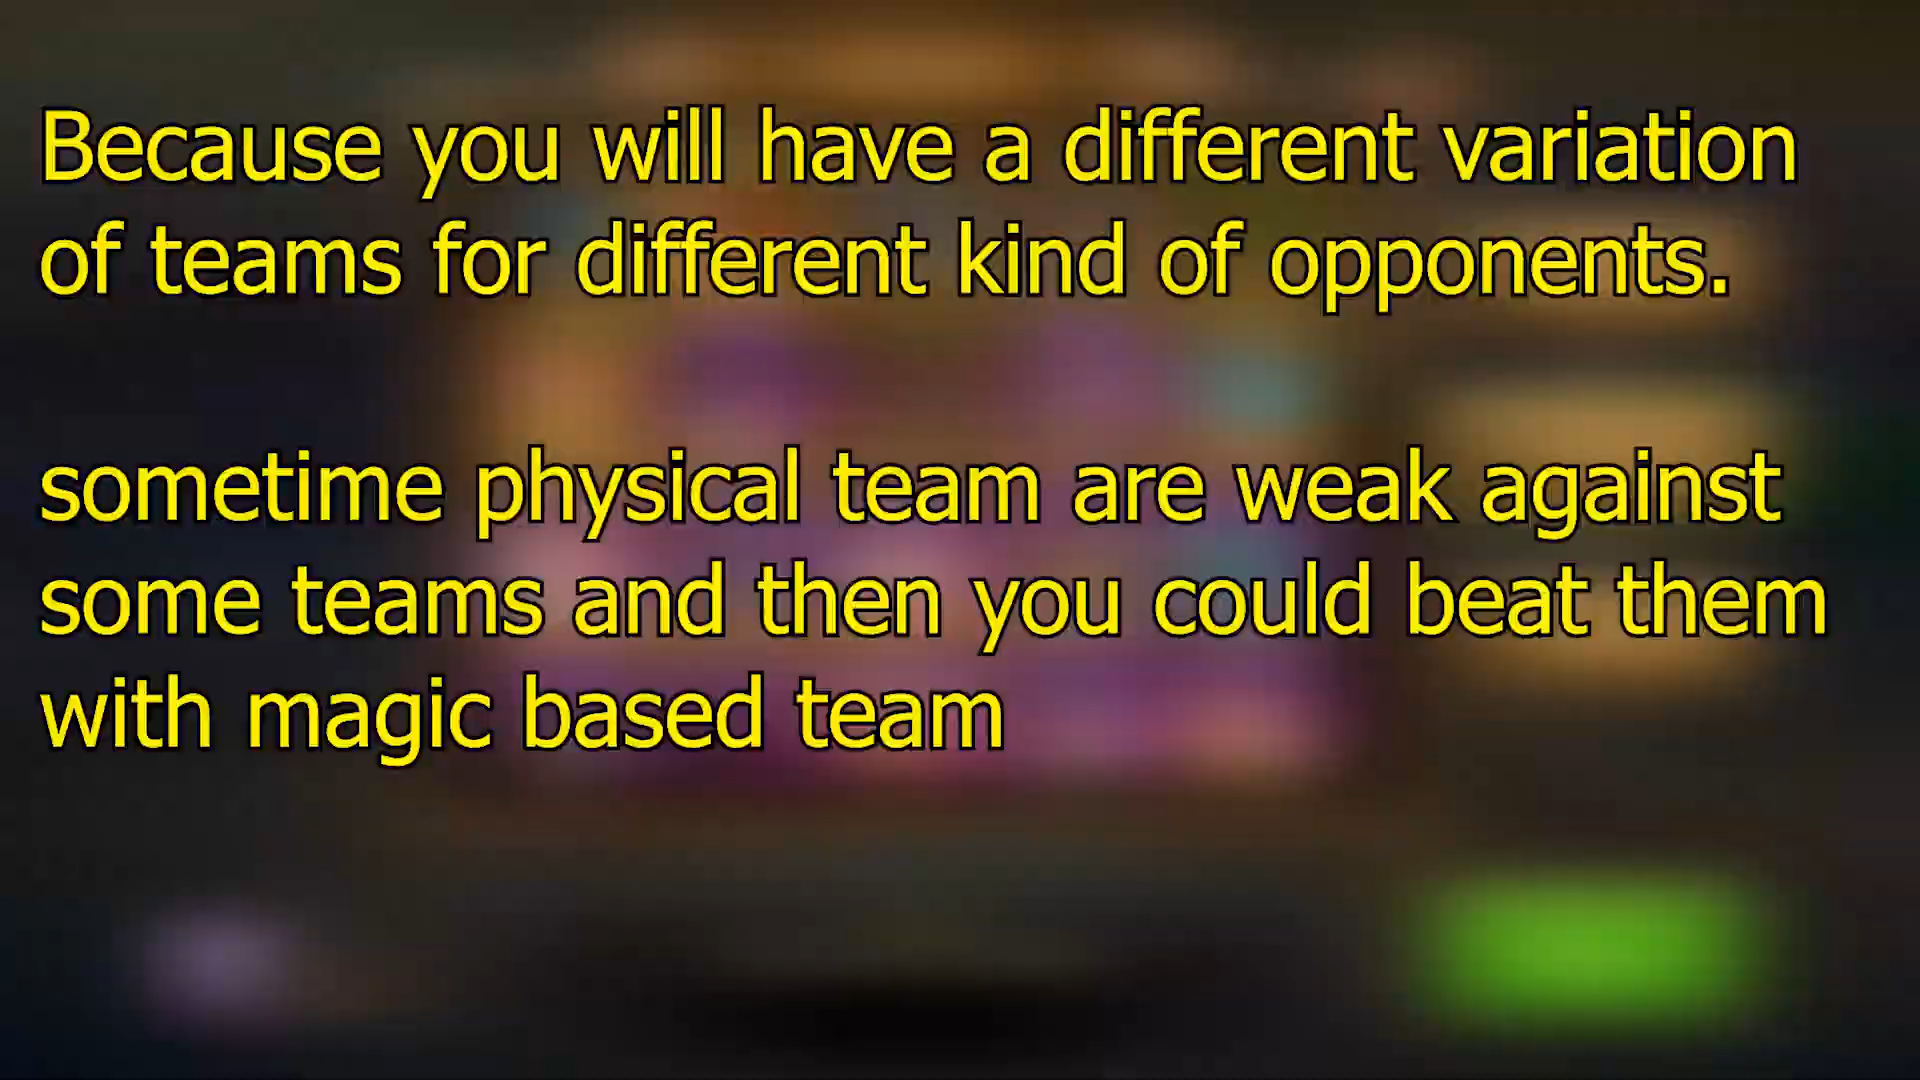 Because you will have a different variation
of teams for different kind of opponents.
sometime physical team are weak against
some teams and then you could beat them
with magic based team